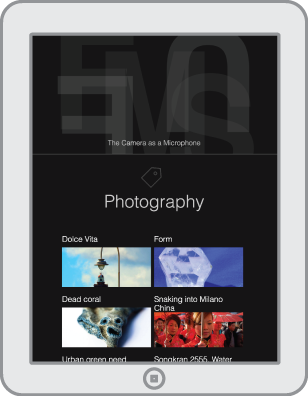 The Camera as a Microphone
Photography
Dolce Vita
Form
Dead coral
Snaking into Milano
China
Urban green need
Songkran 2555, Water